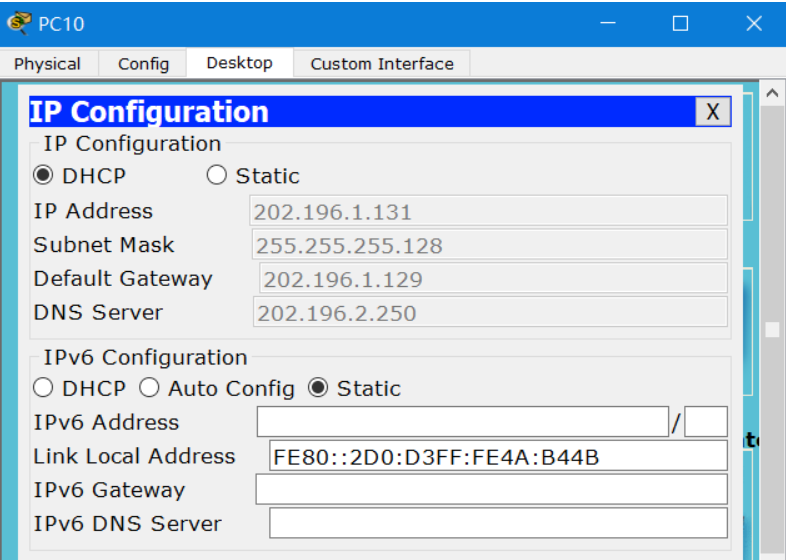 PC10
Physical Config Desktop Custom Interface
IP Configuration X
IP Configuration
DHCP Static
IP Address 202.196.1.131
Subnet Mask 255.255.255.128
Default Gateway 202.196.1.129
DNS Server 202.196.2.250
IPv6 Configuration
DHCP Auto Config Static
IPv6 Address /
Link Local Address FE80::2D0:D3FF:FE4A:B44B
IPv6 Gateway
IPv6 DNS Server